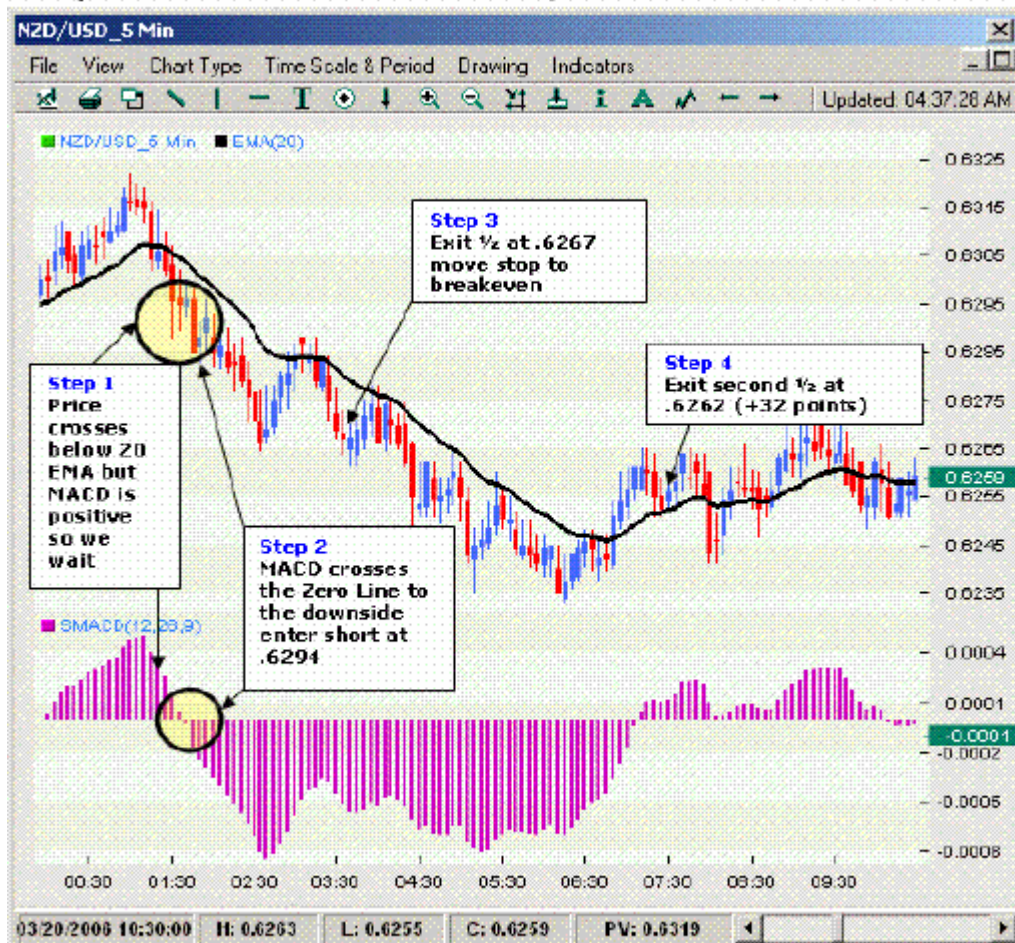 NZD/USD_5 Min
File View Chart Type Time Scale & Period Drawing Indicators
Updated: 04:37:28 AM
NZD/USD_5 Min EMA(20)
0.6325
0.6315
0.6305
0.6295
0.6295
0.6275
0.6265
0.6259
0.6255
0.6245
0.6235
Step 1
Price
crosses
below 20
EMA but
MACD is
positive
so we
wait
Step 2
MACD crosses
the Zero Line to
the downside
enter short at
.6294
Step 3
Exit ½ at .6267
move stop to
breakeven
Step 4
Exit second ½ at
.6262 (+32 points)
SMACD(12,26,9)
0.0004
0.0001
-0.0001
-0.0002
-0.0005
-0.0008
00:30 01:30 02:30 03:30 04:30 05:30 06:30 07:30 08:30 09:30
03/20/2006 10:30:00 H: 0.6263 L: 0.6255 C: 0.6259 PV: 0.6319